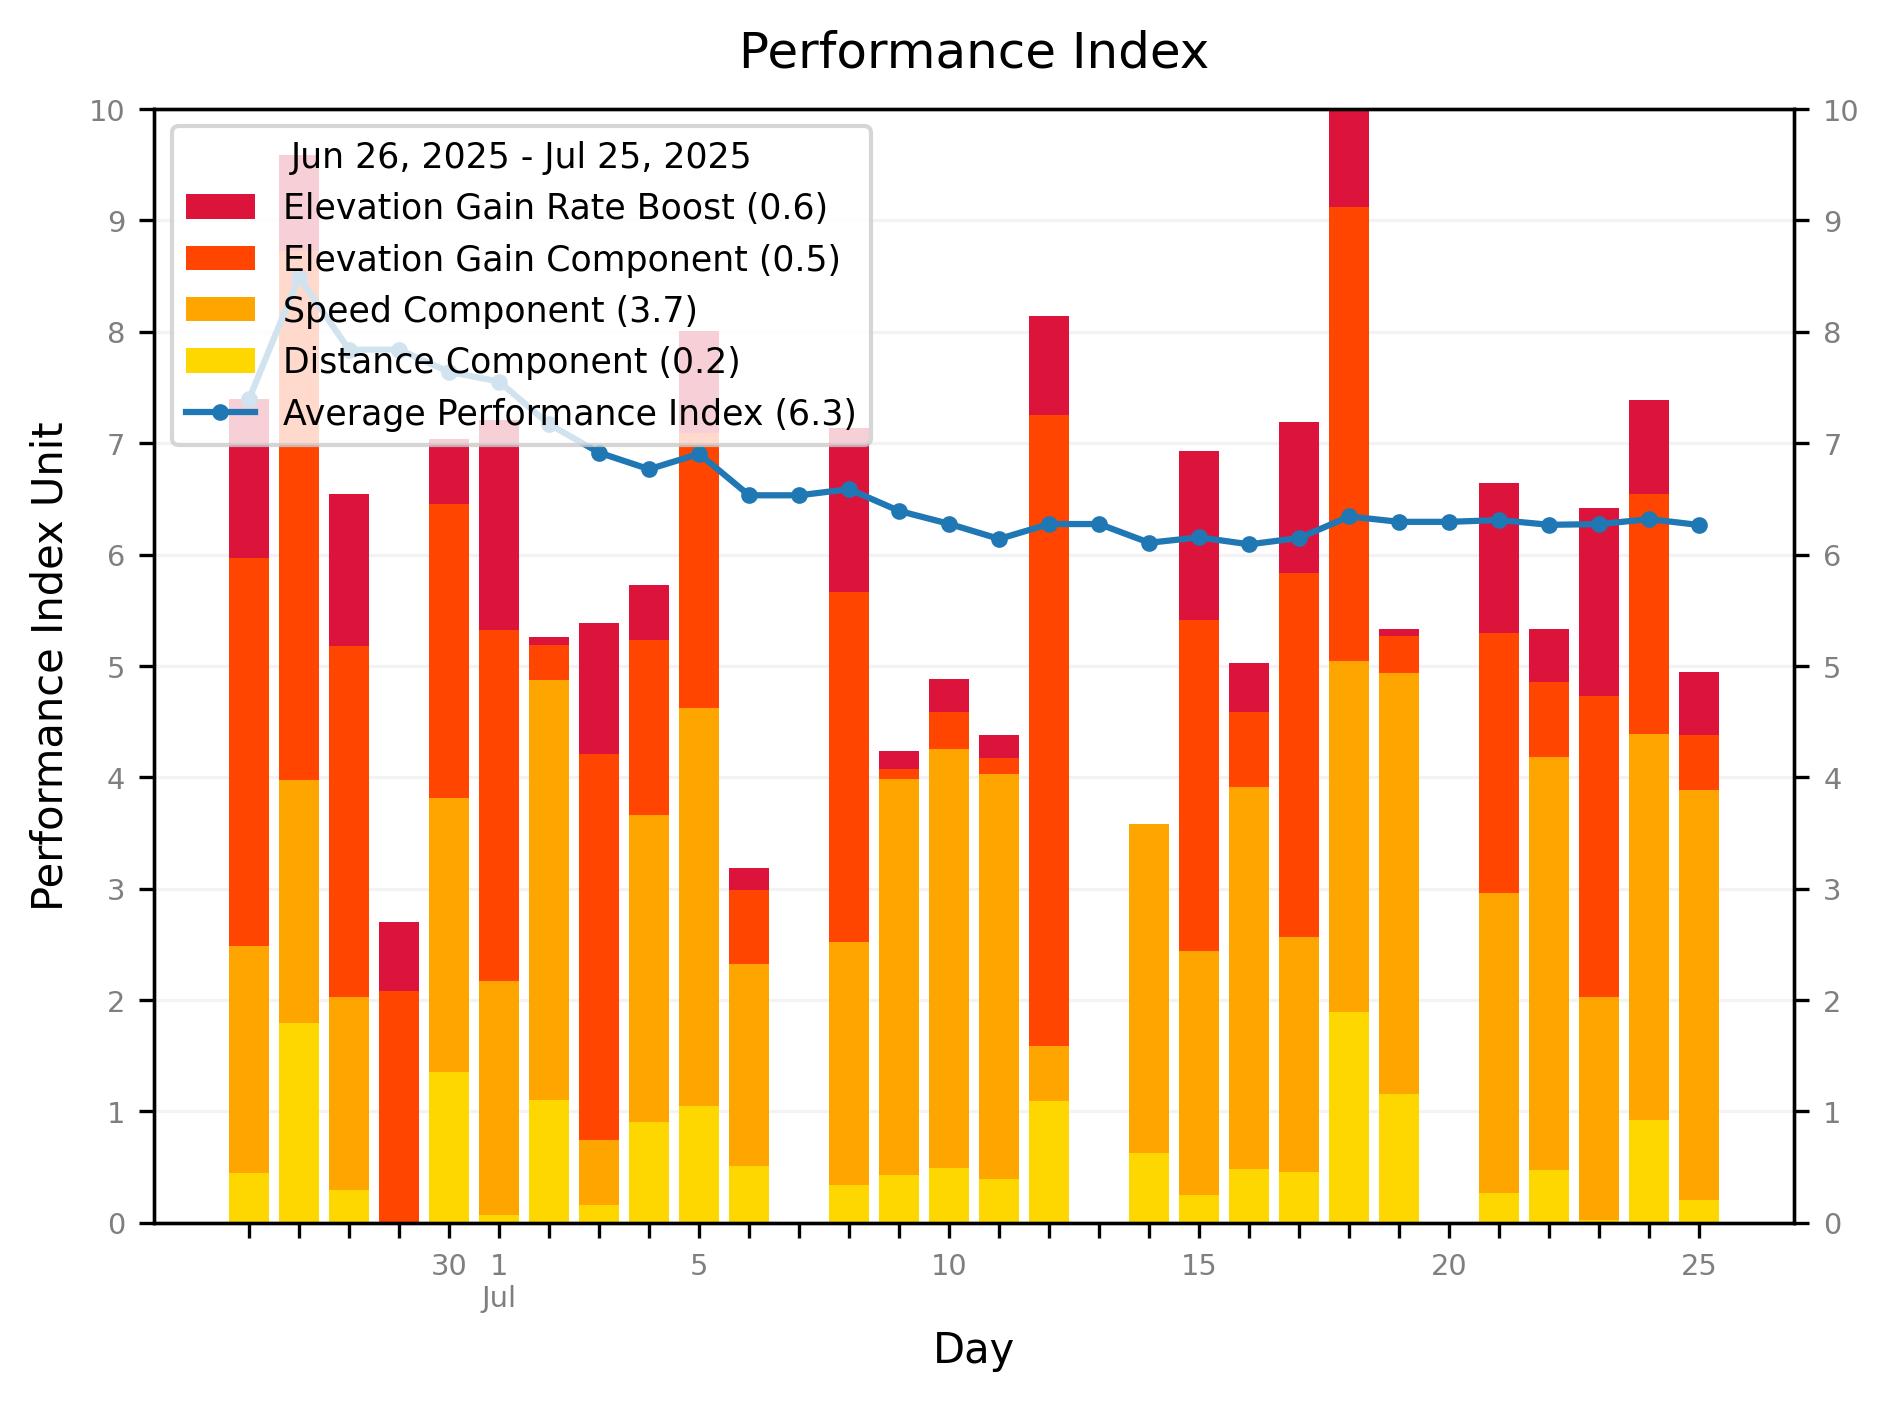 Performance Index
Jun 26, 2025 - Jul 25, 2025
Elevation Gain Rate Boost (0.6)
Elevation Gain Component (0.5)
Speed Component (3.7)
Distance Component (0.2)
Average Performance Index (6.3)
Performance Index Unit
10
9
8
7
6
5
4
3
2
1
0
10
9
8
7
6
5
4
3
2
1
0
30 1 5 10 15 20 25
Jul
Day